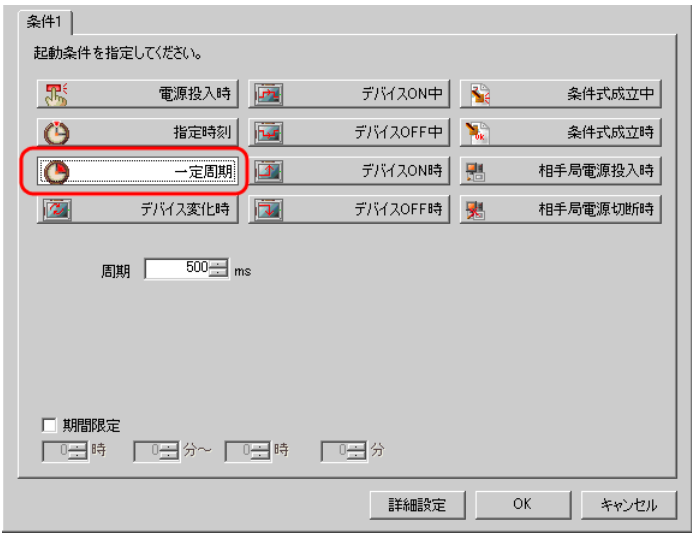 条件1
起動条件を指定してください。
電源投入時 デバイスON中 条件式成立中
指定時刻 デバイスOFF中 条件式成立時
一定周期 デバイスON時 相手局電源投入時
デバイス変化時 デバイスOFF時 相手局電源切断時
周期 500 ms
期間限定
0 時 0 分～ 0 時 0 分
詳細設定 OK キャンセル